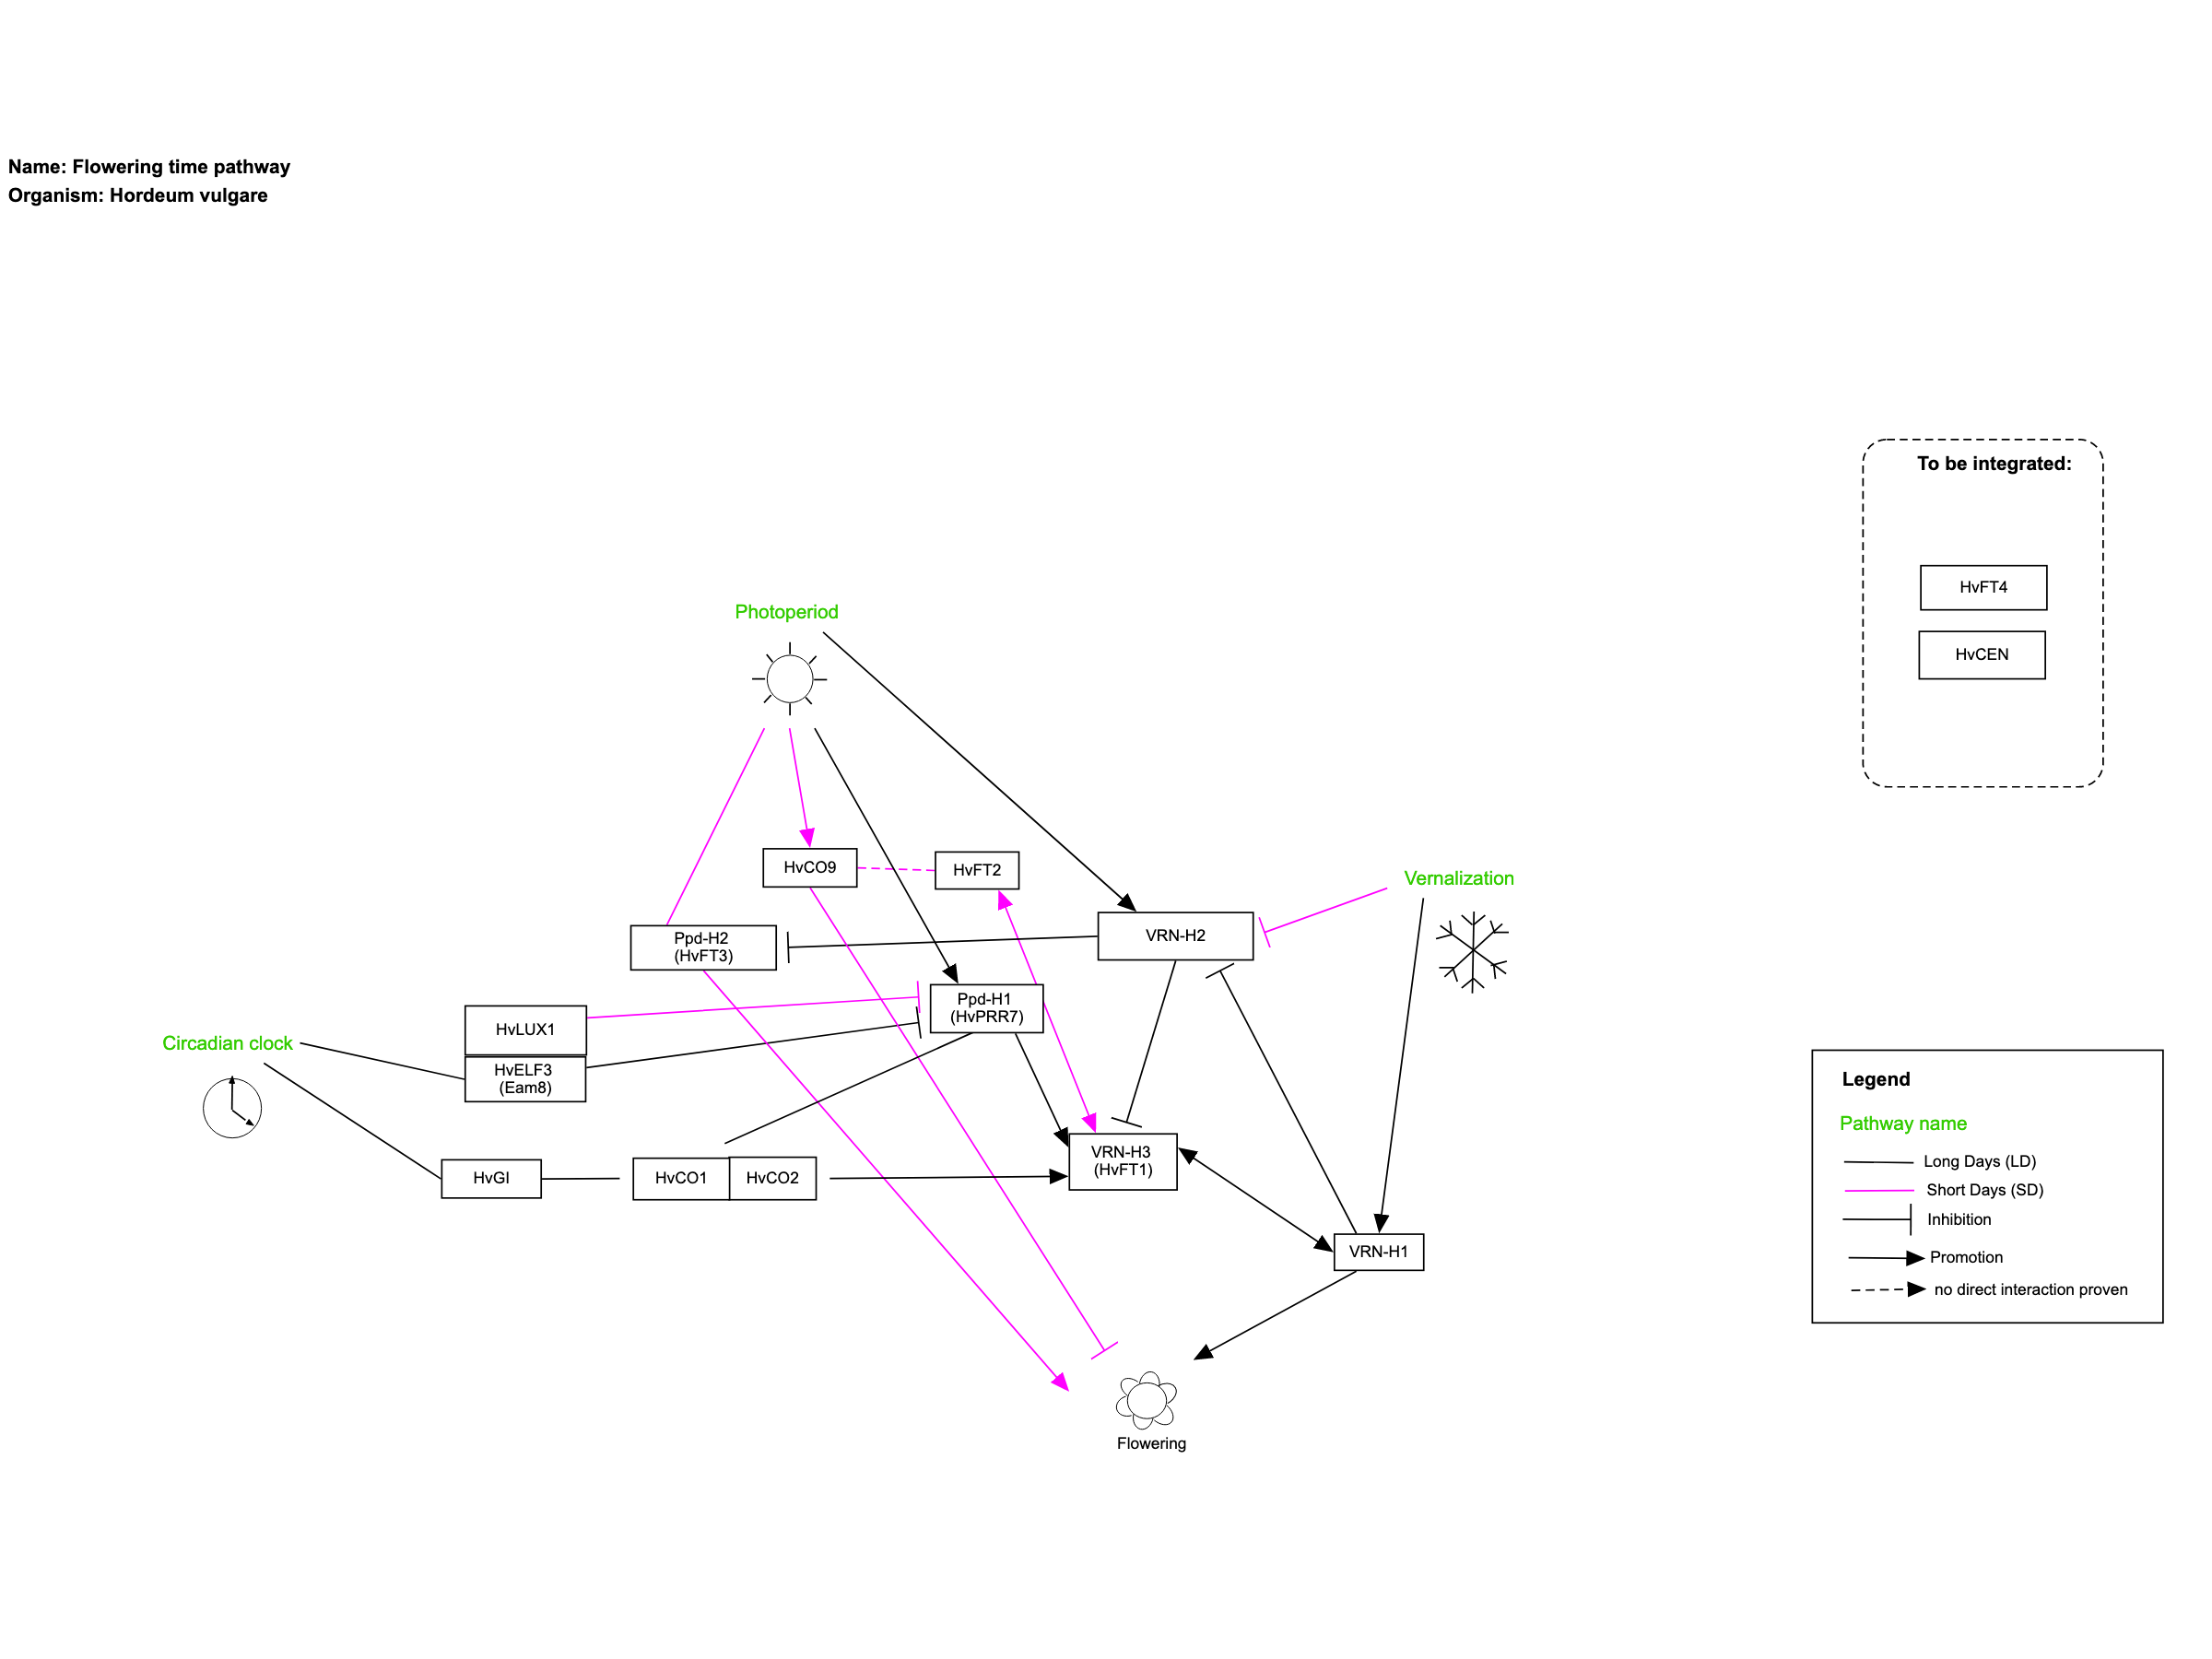 Name: Flowering time pathway
Organism: Hordeum vulgare
To be integrated:
HvFT4
HvCEN
Photoperiod
HvCO9
HvFT2
Vernalization
VRN-H2
Ppd-H2
(HvFT3)
Ppd-H1
(HvPRR7)
HvLUX1
Circadian clock
HvELF3
(Eam8)
VRN-H3
(HvFT1)
HvGI
HvCO1
HvCO2
VRN-H1
Flowering
Legend
Pathway name
Long Days (LD)
Short Days (SD)
Inhibition
Promotion
no direct interaction proven